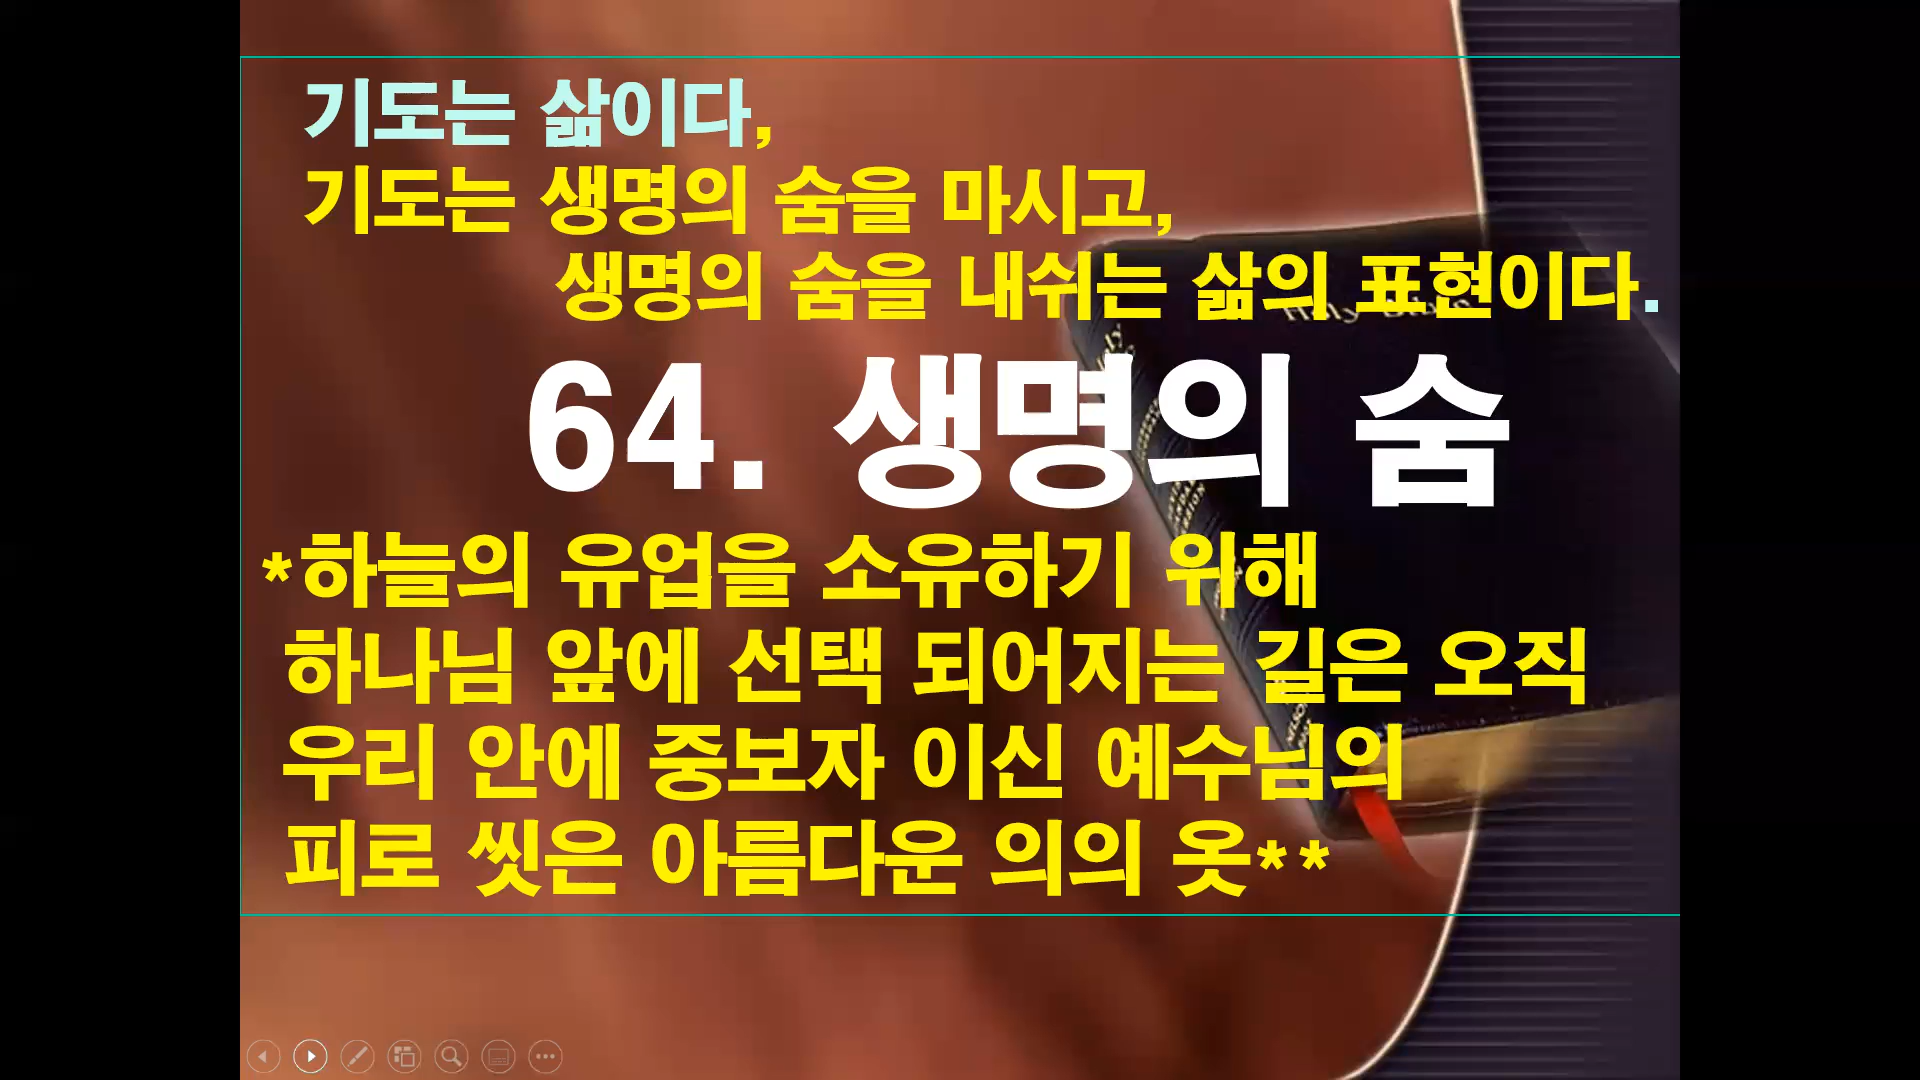 기도는 삶이다,
기도는 생명의 숨을 마시고,
생명의 숨을 내쉬는 삶의 표현이다.
64. 생명의 숨
*하늘의 유업을 소유하기 위해
하나님 앞에 선택 되어지는 길은 오직
우리 안에 중보자 이신 예수님의
피로 씻은 아름다운 의의 옷**